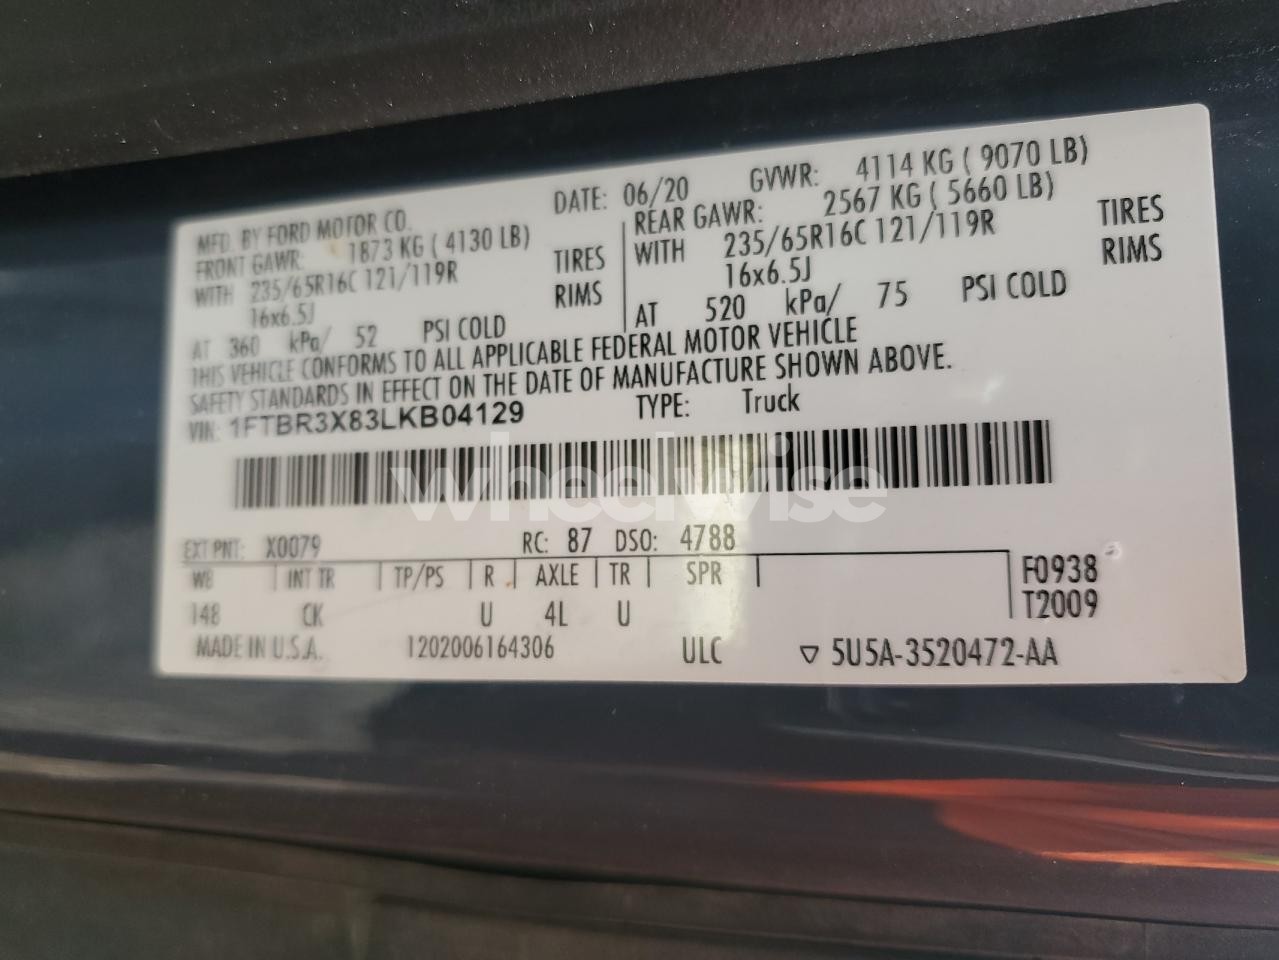 MFD. BY FORD MOTOR CO. DATE: 06/20 GVWR: 4114 KG ( 9070 LB)
FRONT GAWR: 1873 KG ( 4130 LB) REAR GAWR: 2567 KG ( 5660 LB)
WITH 235/65R16C 121/119R TIRES WITH 235/65R16C 121/119R TIRES
16x6.5J RIMS 16x6.5J RIMS
AT 360 kPa/ 52 PSI COLD AT 520 kPa/ 75 PSI COLD
THIS VEHICLE CONFORMS TO ALL APPLICABLE FEDERAL MOTOR VEHICLE
SAFETY STANDARDS IN EFFECT ON THE DATE OF MANUFACTURE SHOWN ABOVE.
VIN: 1FTBR3X83LKB04129 TYPE: Truck
wheelwise
EXT PNT: X0079 RC: 87 DSO: 4788
WB INT TR TP/PS R AXLE TR SPR F0938
148 CK U 4L U T2009
MADE IN U.S.A. 1202006164306 ULC ▽ 5U5A-3520472-AA